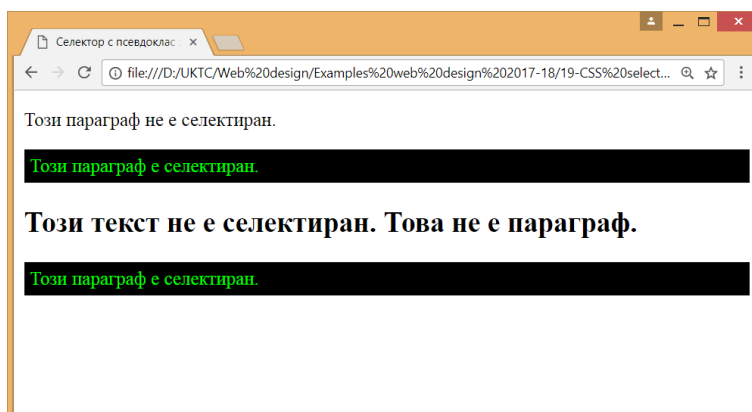 Селектор с псевдоклас
file:///D:/UKTC/Web%20design/Examples%20web%20design%202017-18/19-CSS%20select...
Този параграф не е селектиран.
Този параграф е селектиран.
Този текст не е селектиран. Това не е параграф.
Този параграф е селектиран.